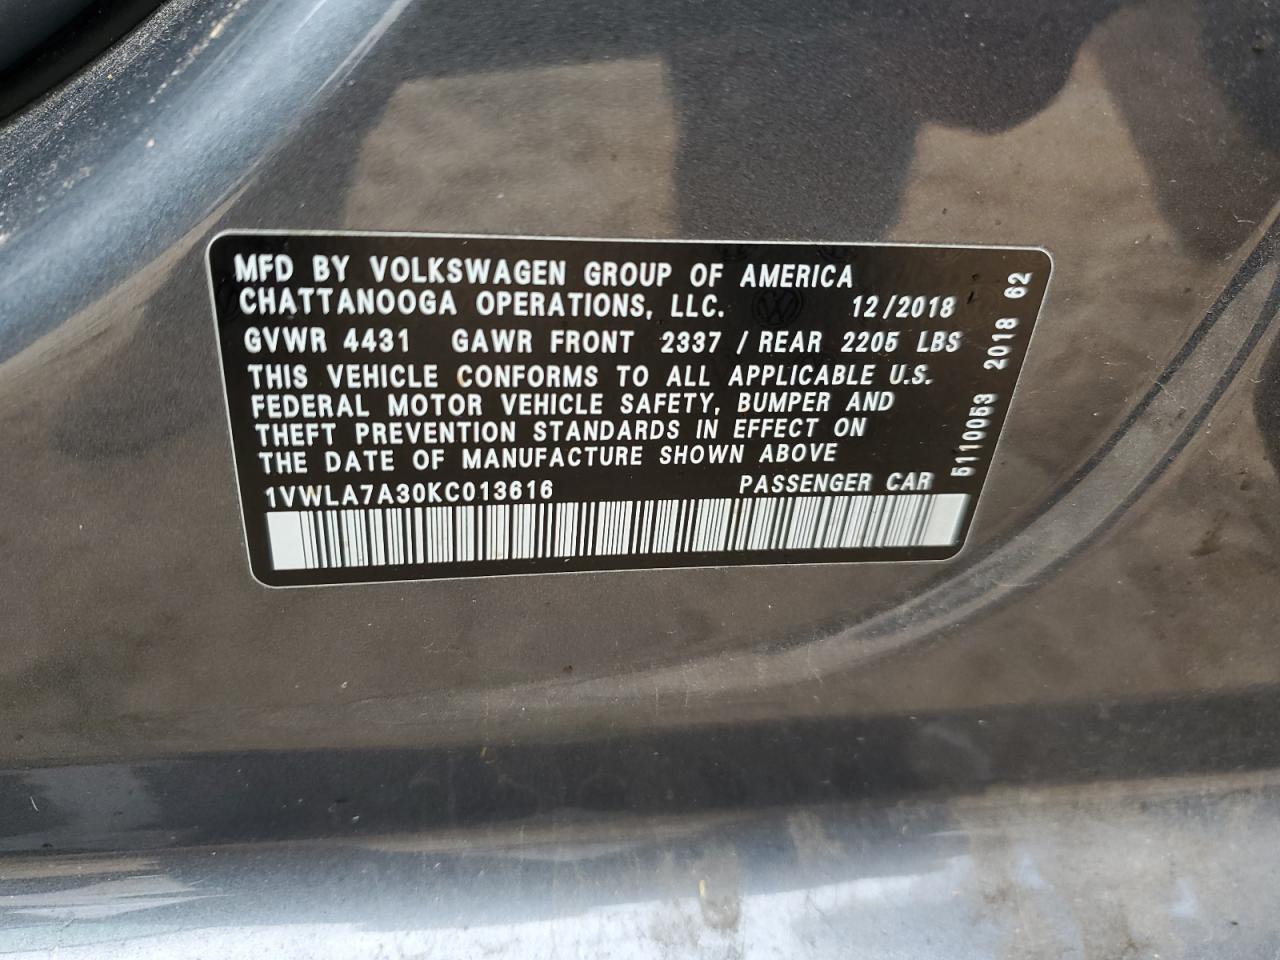 MFD BY VOLKSWAGEN GROUP OF AMERICA
CHATTANOOGA OPERATIONS, LLC. 12/2018
GVWR 4431 GAWR FRONT 2337 / REAR 2205 LBS
THIS VEHICLE CONFORMS TO ALL APPLICABLE U.S.
FEDERAL MOTOR VEHICLE SAFETY, BUMPER AND
THEFT PREVENTION STANDARDS IN EFFECT ON
THE DATE OF MANUFACTURE SHOWN ABOVE
1VWLA7A30KC013616 PASSENGER CAR
5110053 2018 62